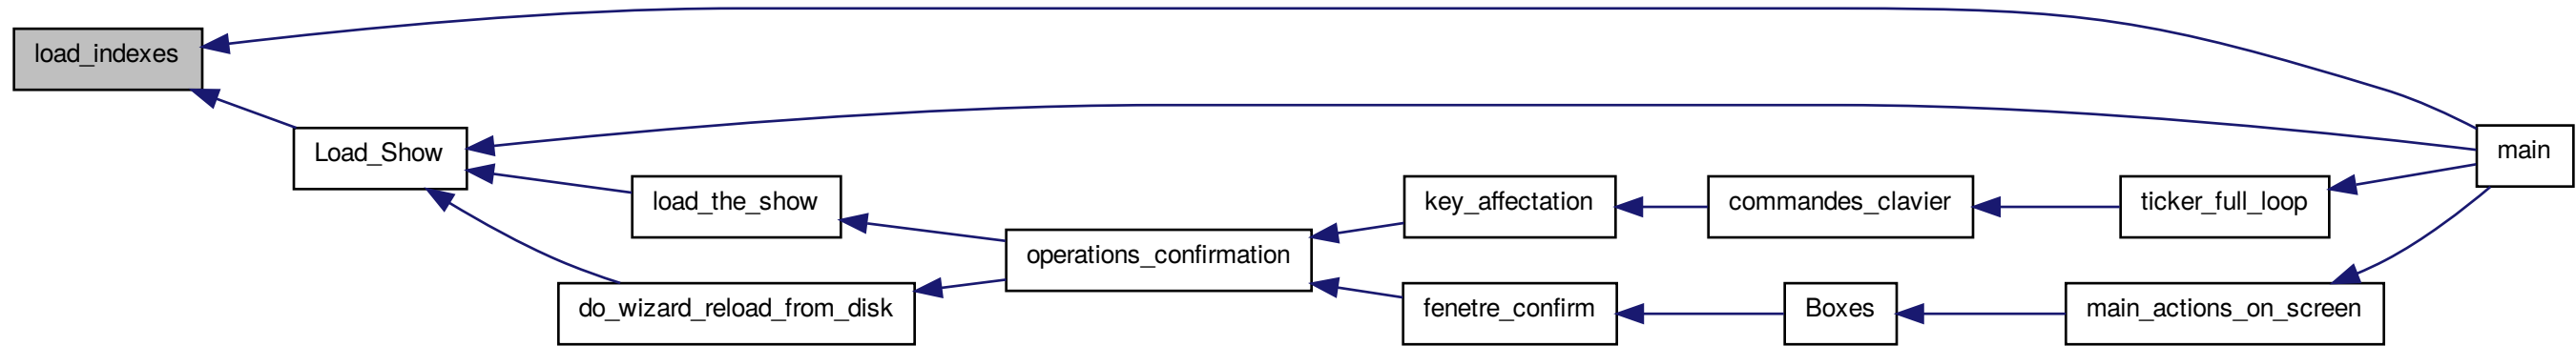 load_indexes
Load_Show
main
load_the_show
key_affectation
commandes_clavier
ticker_full_loop
operations_confirmation
do_wizard_reload_from_disk
fenetre_confirm
Boxes
main_actions_on_screen